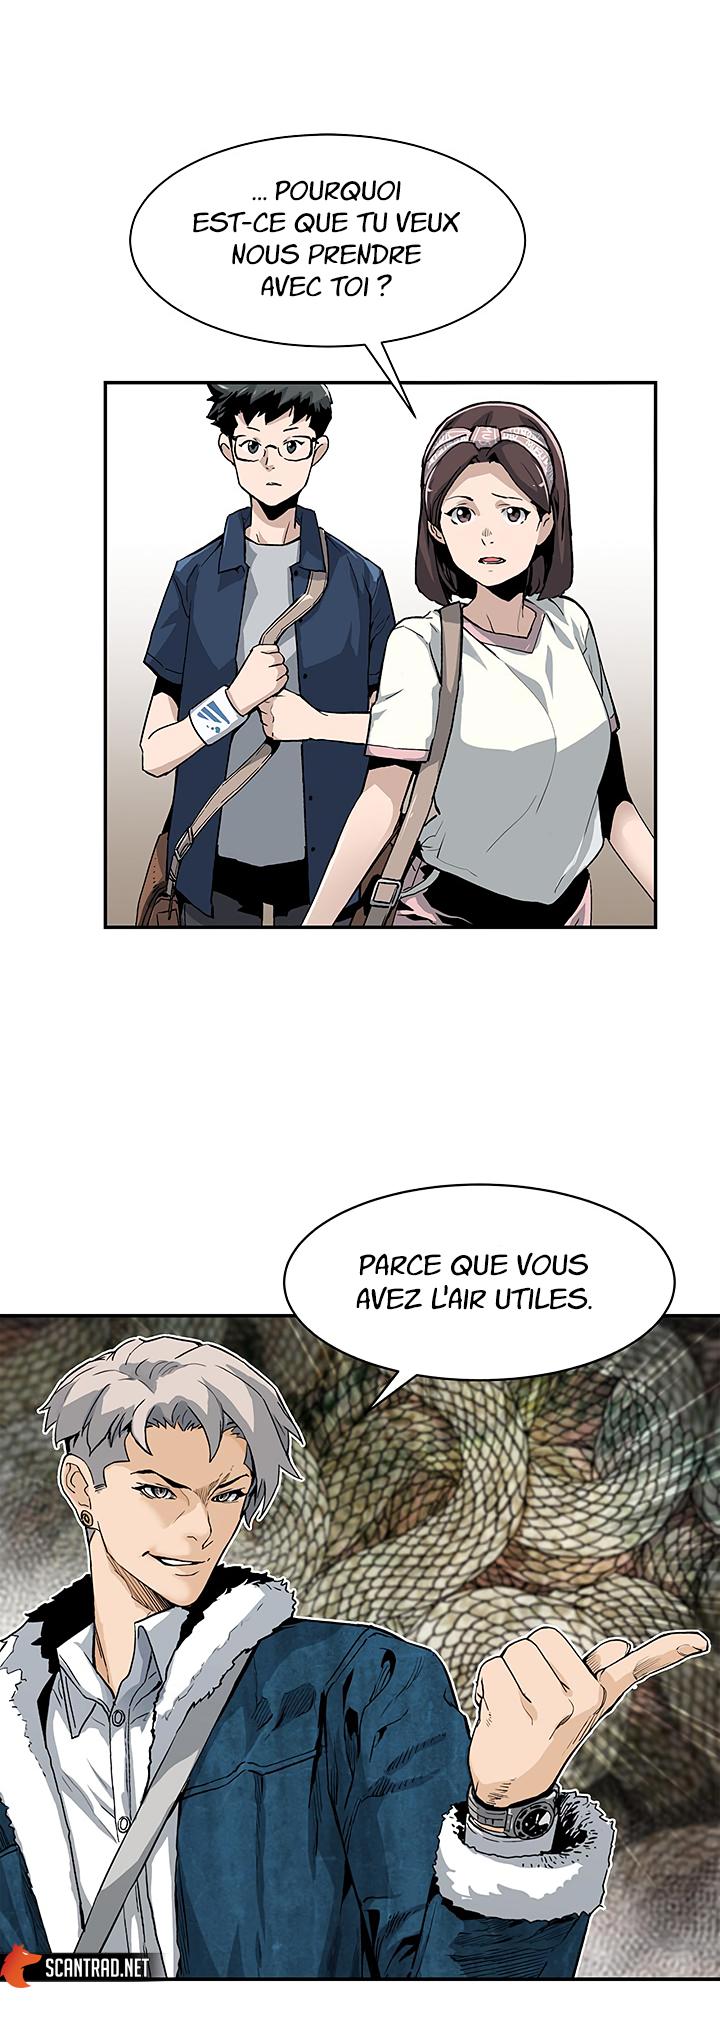 ... POURQUOI
EST-CE QUE TU VEUX
NOUS PRENDRE
AVEC TOI ?
PARCE QUE VOUS
AVEZ L'AIR UTILES.
SCANTRAD.NET